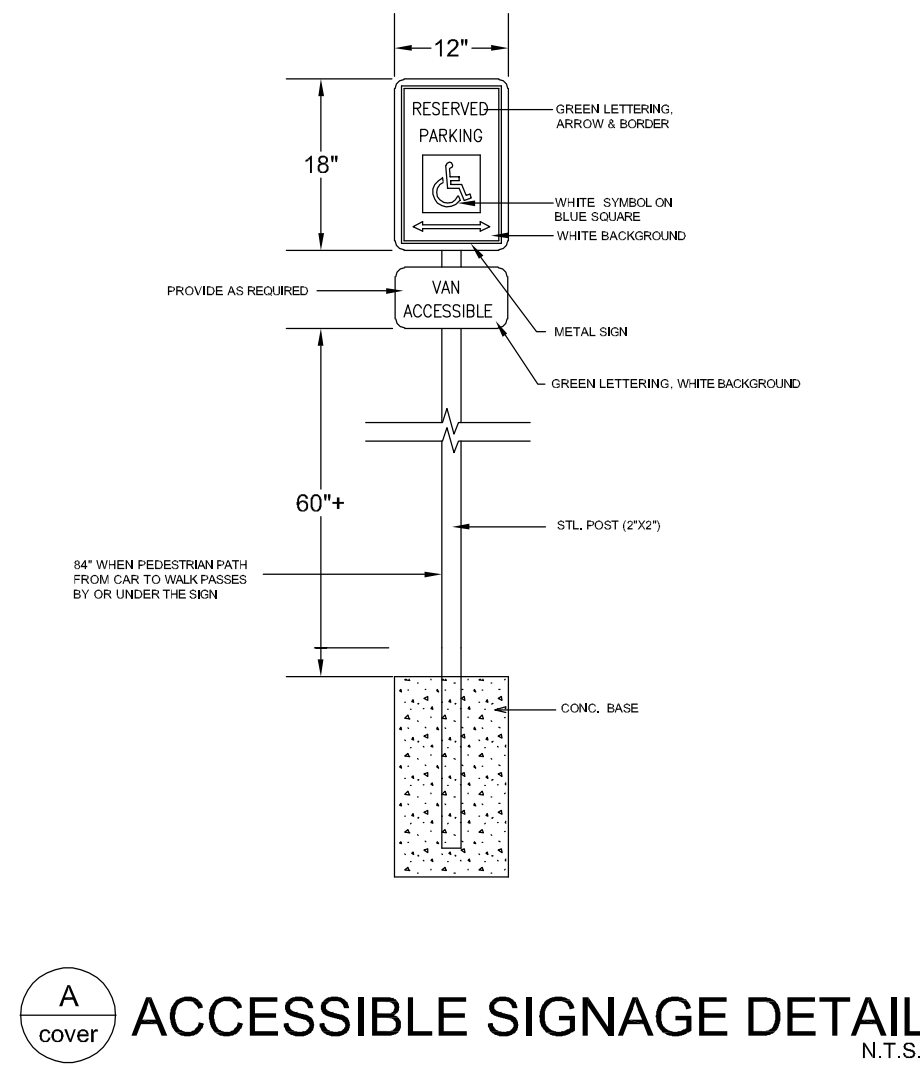 12"
RESERVED
PARKING
GREEN LETTERING,
ARROW & BORDER
18"
WHITE SYMBOL ON
BLUE SQUARE
WHITE BACKGROUND
PROVIDE AS REQUIRED
VAN
ACCESSIBLE
METAL SIGN
GREEN LETTERING, WHITE BACKGROUND
60"+
STL. POST (2"X2")
84" WHEN PEDESTRIAN PATH
FROM CAR TO WALK PASSES
BY OR UNDER THE SIGN
CONC. BASE
A
cover
ACCESSIBLE SIGNAGE DETAIL
N.T.S.